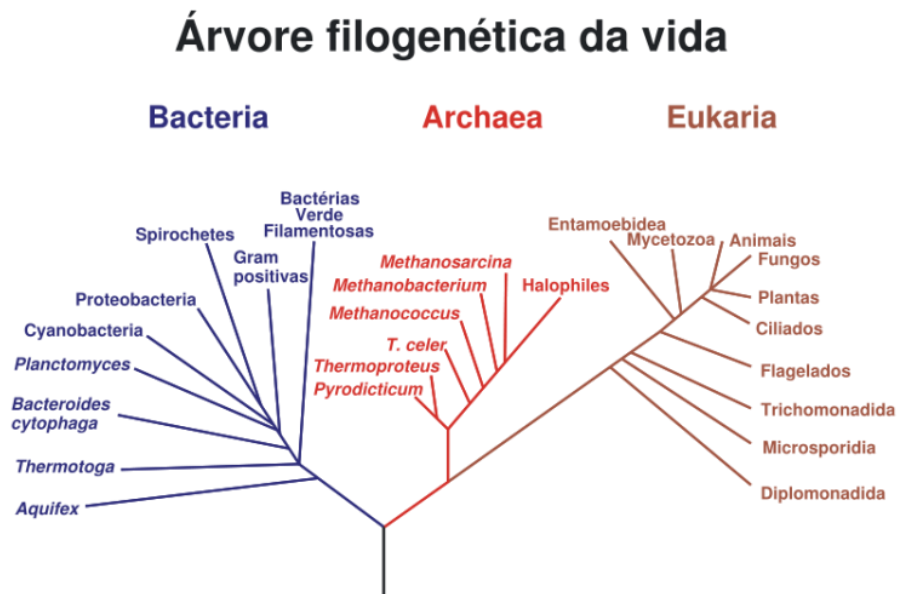 Árvore filogenética da vida
Bacteria
Archaea
Eukaria
Bactérias
Verde
Filamentosas
Spirochetes
Gram
positivas
Proteobacteria
Cyanobacteria
Planctomyces
Bacteroides
cytophaga
Thermotoga
Aquifex
Methanosarcina
Methanobacterium
Halophiles
Methanococcus
T. celer
Thermoproteus
Pyrodicticum
Entamoebidea
Mycetozoa
Animais
Fungos
Plantas
Ciliados
Flagelados
Trichomonadida
Microsporidia
Diplomonadida